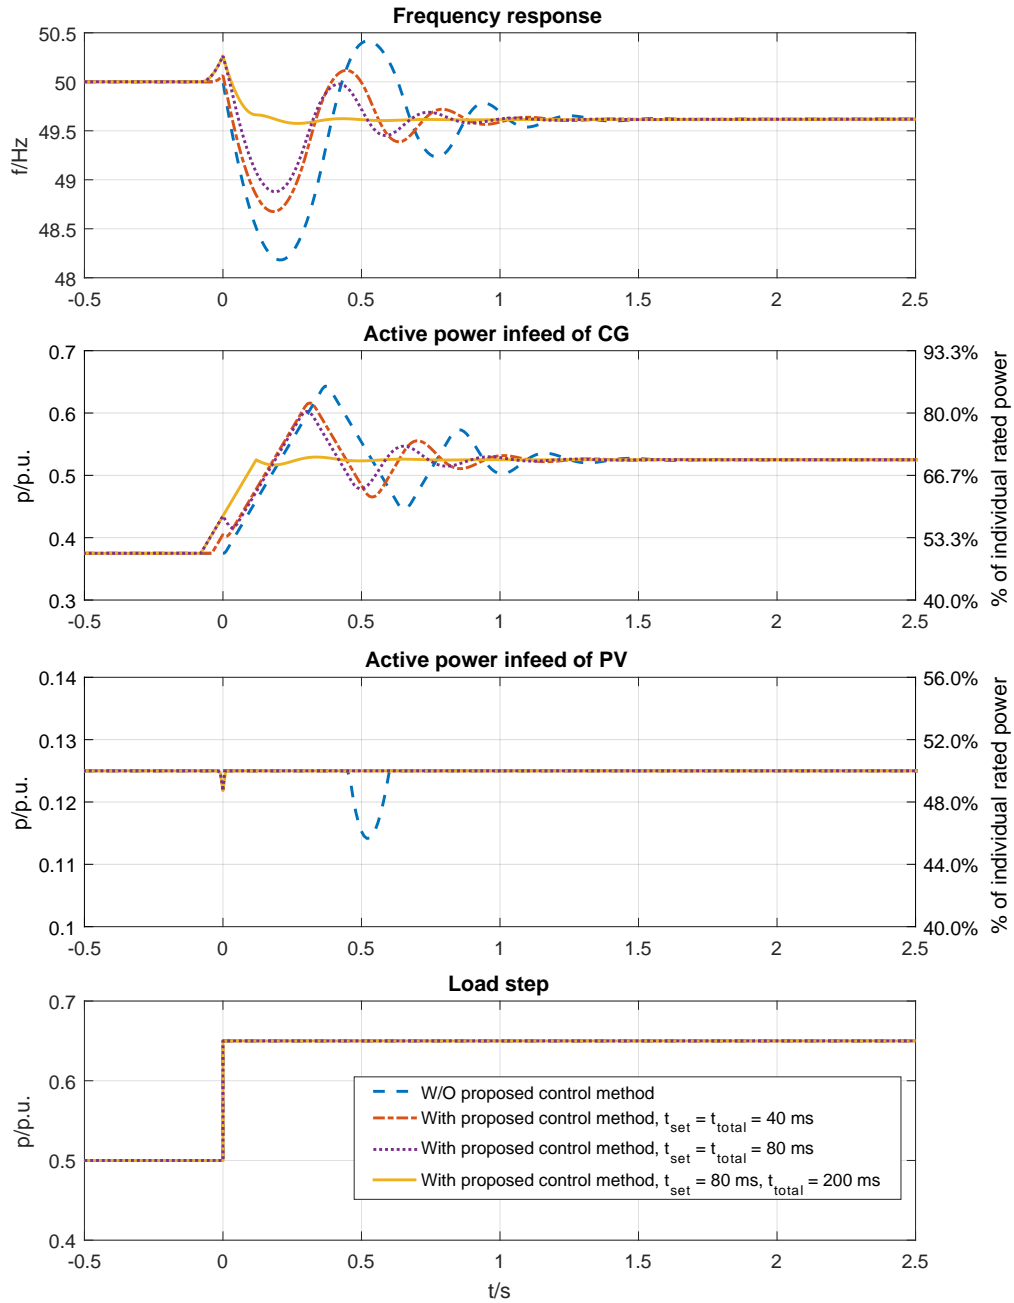 Frequency response
50.5
50
49.5
49
48.5
48
f/Hz
-0.5 0 0.5 1 1.5 2 2.5
Active power infeed of CG
0.7 93.3%
0.6 80.0%
0.5 66.7%
0.4 53.3%
0.3 40.0%
p/p.u.
% of individual rated power
-0.5 0 0.5 1 1.5 2 2.5
Active power infeed of PV
0.14 56.0%
0.13 52.0%
0.12 48.0%
0.11 44.0%
0.1 40.0%
p/p.u.
% of individual rated power
-0.5 0 0.5 1 1.5 2 2.5
Load step
0.7
0.6
0.5
0.4
p/p.u.
W/O proposed control method
With proposed control method, t_set = t_total = 40 ms
With proposed control method, t_set = t_total = 80 ms
With proposed control method, t_set = 80 ms, t_total = 200 ms
-0.5 0 0.5 1 1.5 2 2.5
t/s